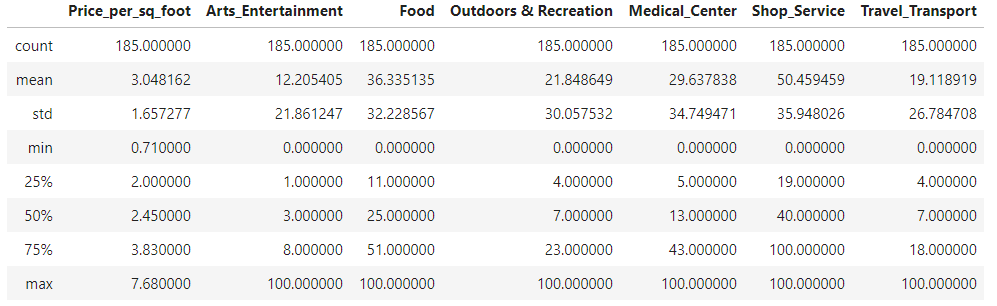 Price_per_sq_foot Arts_Entertainment Food Outdoors & Recreation Medical_Center Shop_Service Travel_Transport
count 185.000000 185.000000 185.000000 185.000000 185.000000 185.000000 185.000000
mean 3.048162 12.205405 36.335135 21.848649 29.637838 50.459459 19.118919
std 1.657277 21.861247 32.228567 30.057532 34.749471 35.948026 26.784708
min 0.710000 0.000000 0.000000 0.000000 0.000000 0.000000 0.000000
25% 2.000000 1.000000 11.000000 4.000000 5.000000 19.000000 4.000000
50% 2.450000 3.000000 25.000000 7.000000 13.000000 40.000000 7.000000
75% 3.830000 8.000000 51.000000 23.000000 43.000000 100.000000 18.000000
max 7.680000 100.000000 100.000000 100.000000 100.000000 100.000000 100.000000